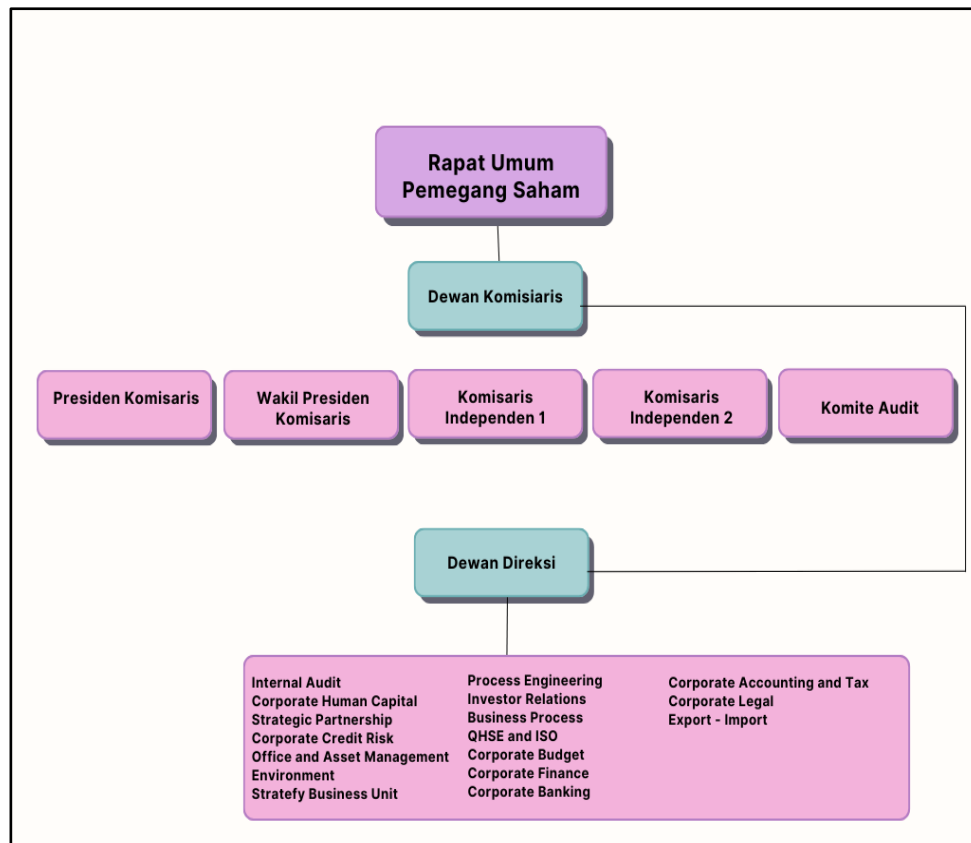 Rapat Umum
Pemegang Saham
Dewan Komisiaris
Presiden Komisaris
Wakil Presiden
Komisaris
Komisaris
Independen 1
Komisaris
Independen 2
Komite Audit
Dewan Direksi
Internal Audit
Corporate Human Capital
Strategic Partnership
Corporate Credit Risk
Office and Asset Management
Environment
Stratefy Business Unit
Process Engineering
Investor Relations
Business Process
QHSE and ISO
Corporate Budget
Corporate Finance
Corporate Banking
Corporate Accounting and Tax
Corporate Legal
Export - Import